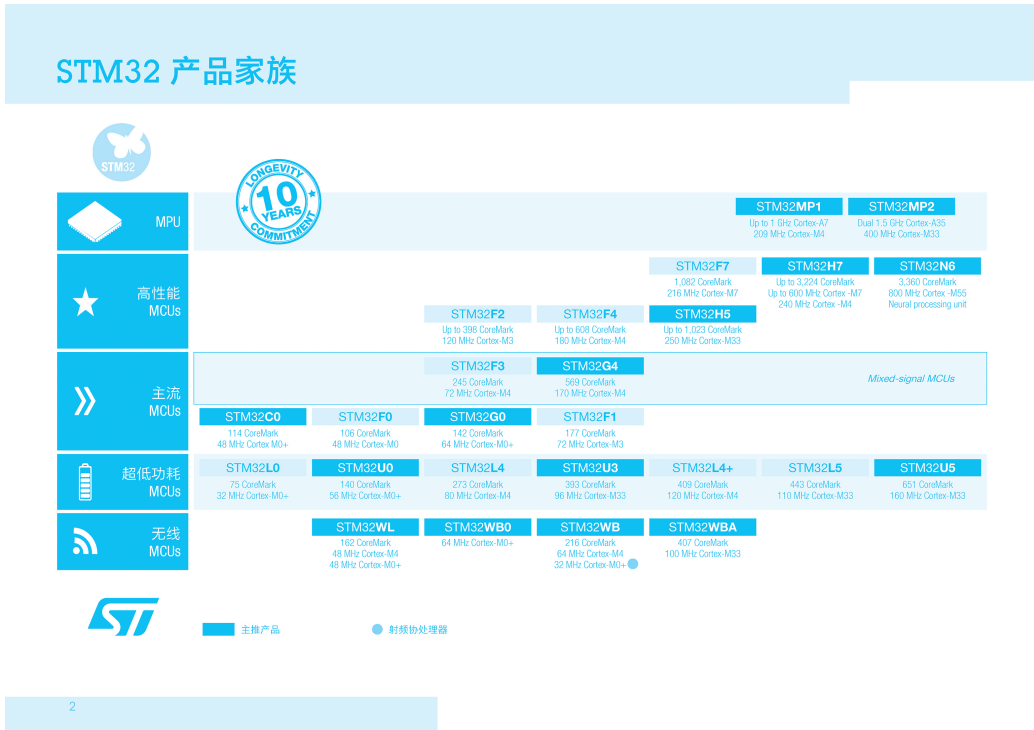 STM32 产品家族
STM32
LONGEVITY
10
YEARS
COMMITMENT
MPU
STM32MP1
Up to 1 GHz Cortex-A7
209 MHz Cortex-M4
STM32MP2
Dual 1.5 GHz Cortex-A35
400 MHz Cortex-M33
高性能
MCUs
STM32F7
1,082 CoreMark
216 MHz Cortex-M7
STM32H7
Up to 3,224 CoreMark
Up to 600 MHz Cortex -M7
240 MHz Cortex -M4
STM32N6
3,360 CoreMark
800 MHz Cortex -M55
Neural processing unit
STM32F2
Up to 398 CoreMark
120 MHz Cortex-M3
STM32F4
Up to 608 CoreMark
180 MHz Cortex-M4
STM32H5
Up to 1,023 CoreMark
250 MHz Cortex-M33
主流
MCUs
STM32F3
245 CoreMark
72 MHz Cortex-M4
STM32G4
569 CoreMark
170 MHz Cortex-M4
Mixed-signal MCUs
STM32C0
114 CoreMark
48 MHz Cortex M0+
STM32F0
106 CoreMark
48 MHz Cortex-M0
STM32G0
142 CoreMark
64 MHz Cortex-M0+
STM32F1
177 CoreMark
72 MHz Cortex-M3
超低功耗
MCUs
STM32L0
75 CoreMark
32 MHz Cortex-M0+
STM32U0
140 CoreMark
56 MHz Cortex-M0+
STM32L4
273 CoreMark
80 MHz Cortex-M4
STM32U3
393 CoreMark
96 MHz Cortex-M33
STM32L4+
409 CoreMark
120 MHz Cortex-M4
STM32L5
443 CoreMark
110 MHz Cortex-M33
STM32U5
651 CoreMark
160 MHz Cortex-M33
无线
MCUs
STM32WL
162 CoreMark
48 MHz Cortex-M4
48 MHz Cortex-M0+
STM32WB0
64 MHz Cortex-M0+
STM32WB
216 CoreMark
64 MHz Cortex-M4
32 MHz Cortex-M0+
STM32WBA
407 CoreMark
100 MHz Cortex-M33
ST
主推产品
射频协处理器
2